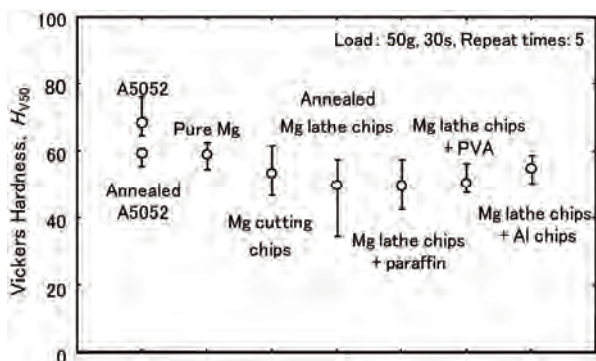 100
Load: 50g, 30s, Repeat times: 5
80
A5052
Annealed
Pure Mg
Mg lathe chips
Mg lathe chips
+ PVA
60
Annealed
A5052
Mg cutting
chips
Mg lathe chips
+ paraffin
Mg lathe chips
+ Al chips
40
20
0
Vickers Hardness, HV50